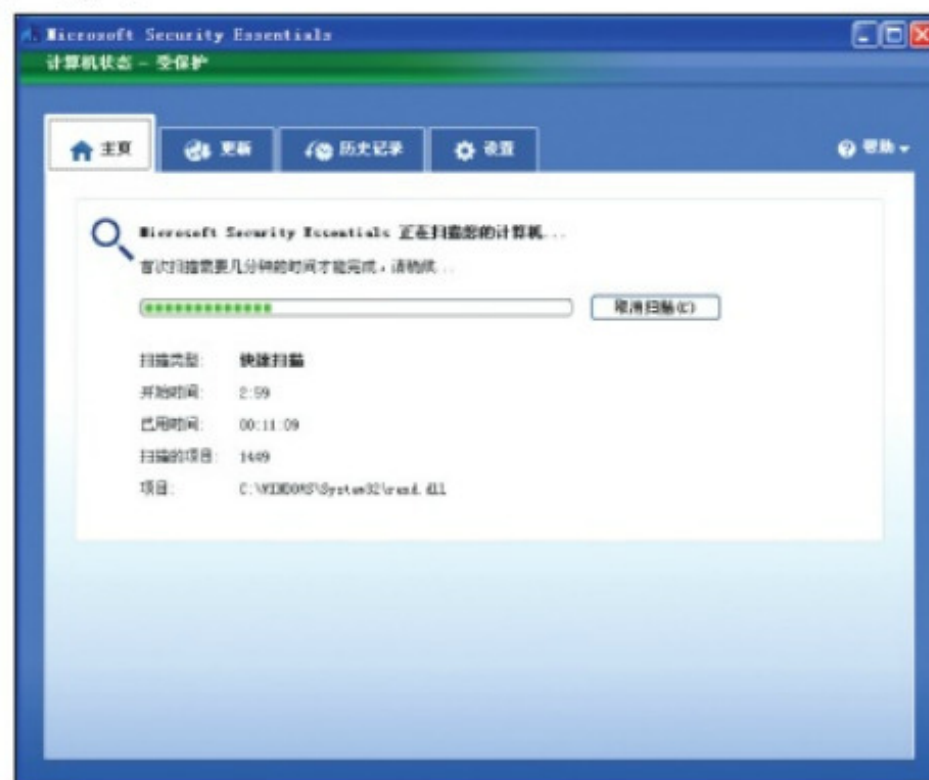 Microsoft Security Essentials
计算机状态 - 受保护
主页 更新 历史记录 设置 帮助
Microsoft Security Essentials 正在扫描您的计算机...
首次扫描需要几分钟的时间才能完成，请稍候...
取消扫描(C)
扫描类型: 快速扫描
开始时间: 2:59
已用时间: 00:11:09
扫描的项目: 1449
项目: C:\WINDOWS\System32\